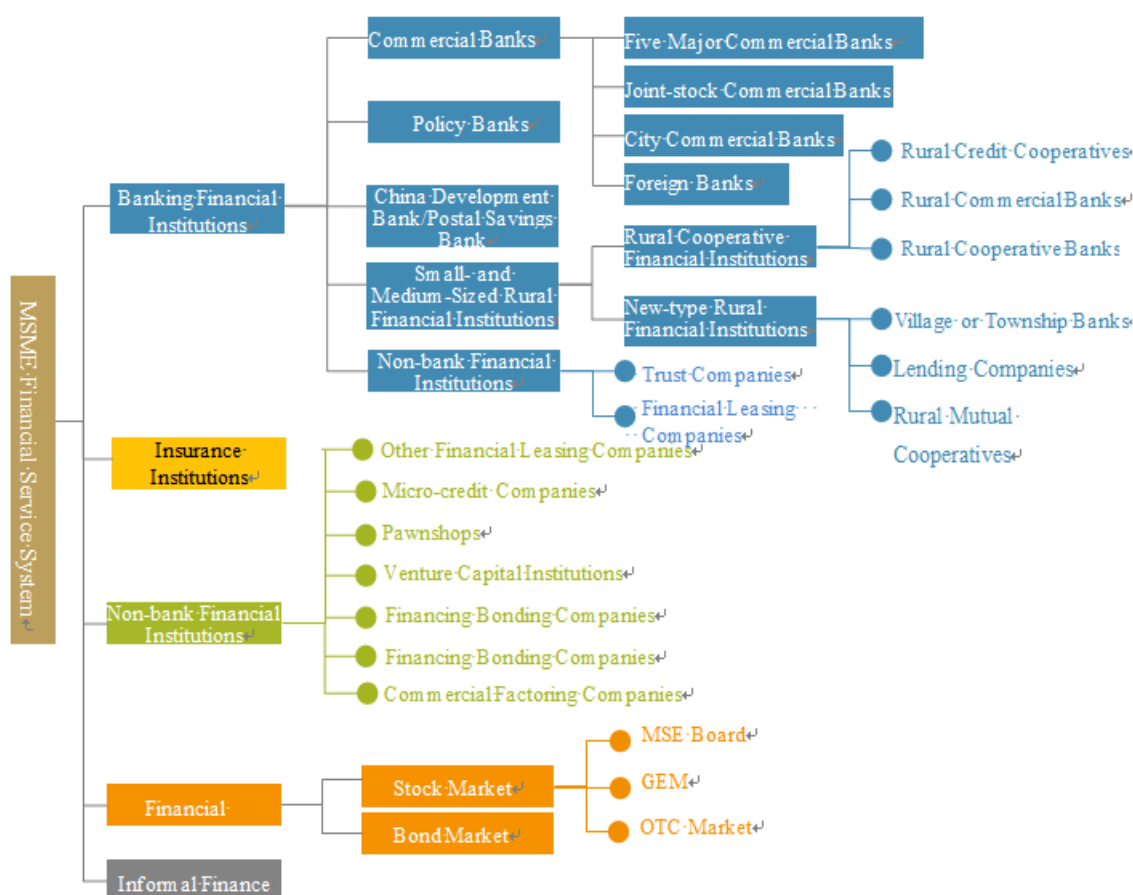 MSME Financial Service System
Banking Financial
Institutions
Commercial Banks
Five Major Commercial Banks
Joint-stock Commercial Banks
City Commercial Banks
Foreign Banks
Policy Banks
China Development
Bank/Postal Savings
Bank
Small- and
Medium-Sized Rural
Financial Institutions
Rural Cooperative
Financial Institutions
Rural Credit Cooperatives
Rural Commercial Banks
Rural Cooperative Banks
New-type Rural
Financial Institutions
Village or Township Banks
Lending Companies
Rural Mutual
Cooperatives
Non-bank Financial
Institutions
Trust Companies
Financial Leasing
Companies
Insurance
Institutions
Non-bank Financial
Institutions
Other Financial Leasing Companies
Micro-credit Companies
Pawnshops
Venture Capital Institutions
Financing Bonding Companies
Financing Bonding Companies
Commercial Factoring Companies
Financial
Stock Market
MSE Board
GEM
OTC Market
Bond Market
Informal Finance